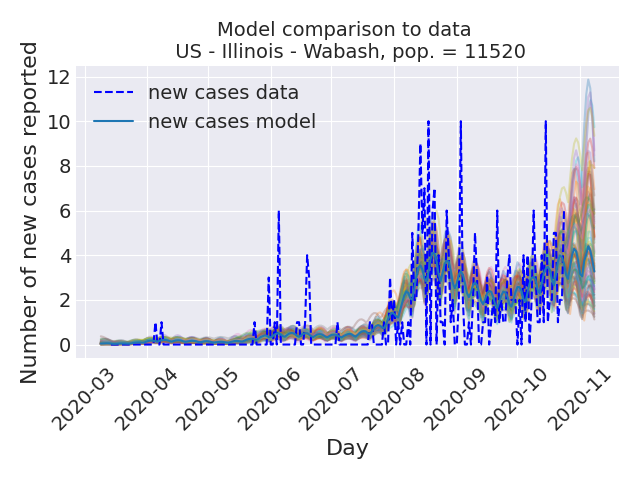 Model comparison to data
US - Illinois - Wabash, pop. = 11520
Number of new cases reported
12
10
8
6
4
2
0
new cases data
new cases model
2020-03
2020-04
2020-05
2020-06
2020-07
2020-08
2020-09
2020-10
2020-11
Day